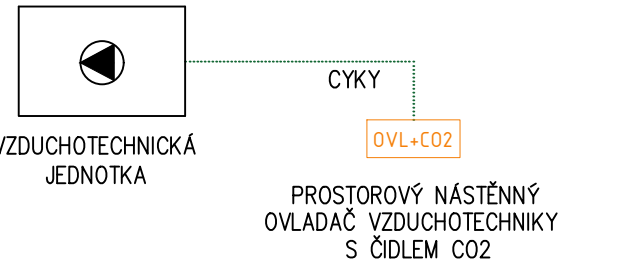 CYKY
OVL+CO2
VZDUCHOTECHNICKÁ
JEDNOTKA
PROSTOROVÝ NÁSTĚNNÝ
OVLADAČ VZDUCHOTECHNIKY
S ČIDLEM CO2